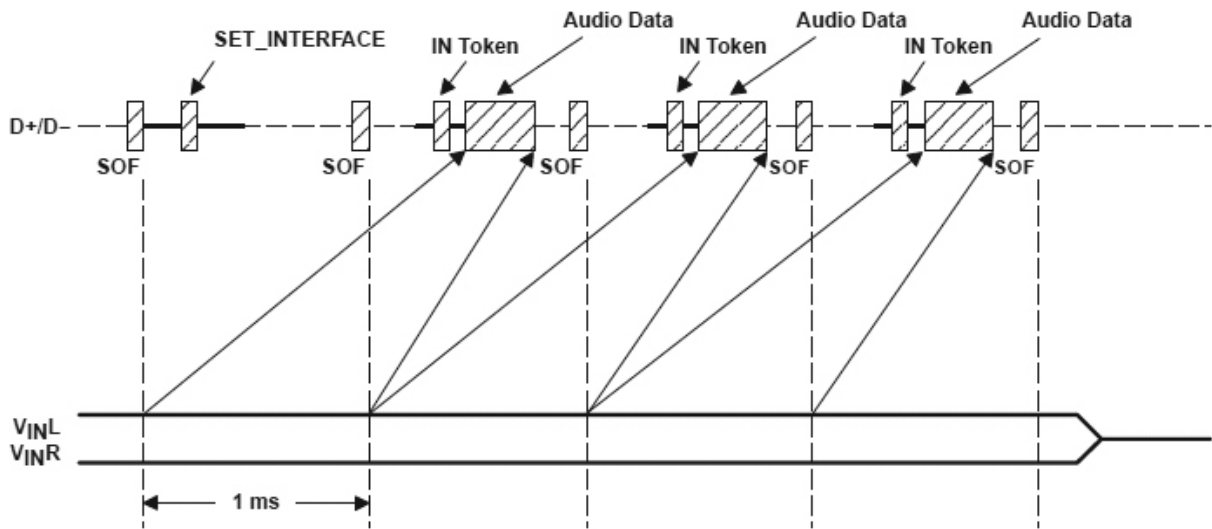 Audio Data
Audio Data
Audio Data
SET_INTERFACE
IN Token
IN Token
IN Token
D+/D–
SOF
SOF
SOF
SOF
SOF
VINL
VINR
1 ms